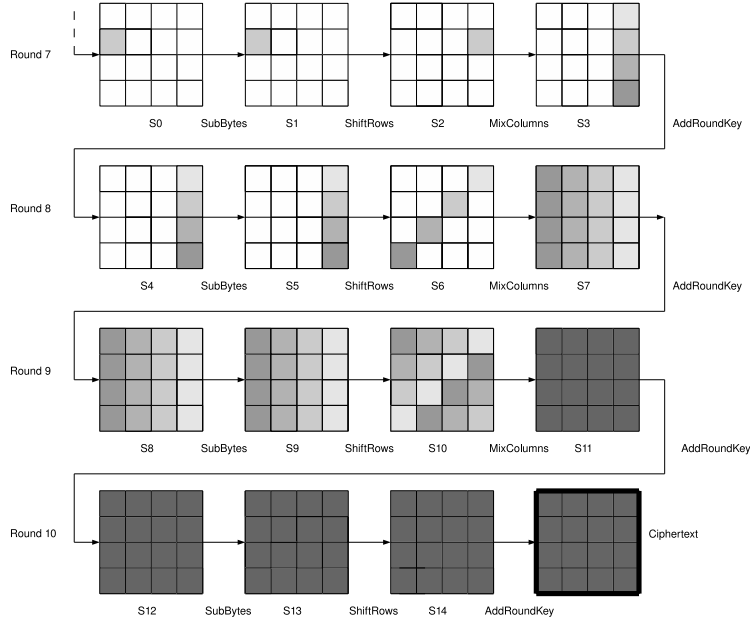 Round 7
S0 SubBytes S1 ShiftRows S2 MixColumns S3 AddRoundKey
Round 8
S4 SubBytes S5 ShiftRows S6 MixColumns S7 AddRoundKey
Round 9
S8 SubBytes S9 ShiftRows S10 MixColumns S11 AddRoundKey
Round 10
Ciphertext
S12 SubBytes S13 ShiftRows S14 AddRoundKey